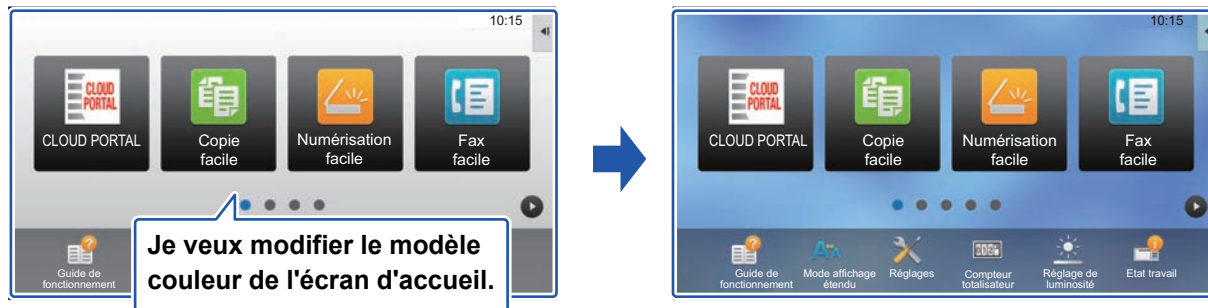 10:15
CLOUD
PORTAL
CLOUD PORTAL
Copie
facile
Numérisation
facile
Fax
facile
Guide de
fonctionnement
Je veux modifier le modèle
couleur de l'écran d'accueil.
10:15
CLOUD
PORTAL
CLOUD PORTAL
Copie
facile
Numérisation
facile
Fax
facile
Guide de
fonctionnement
Mode affichage
étendu
Réglages
Compteur
totalisateur
Réglage de
luminosité
Etat travail